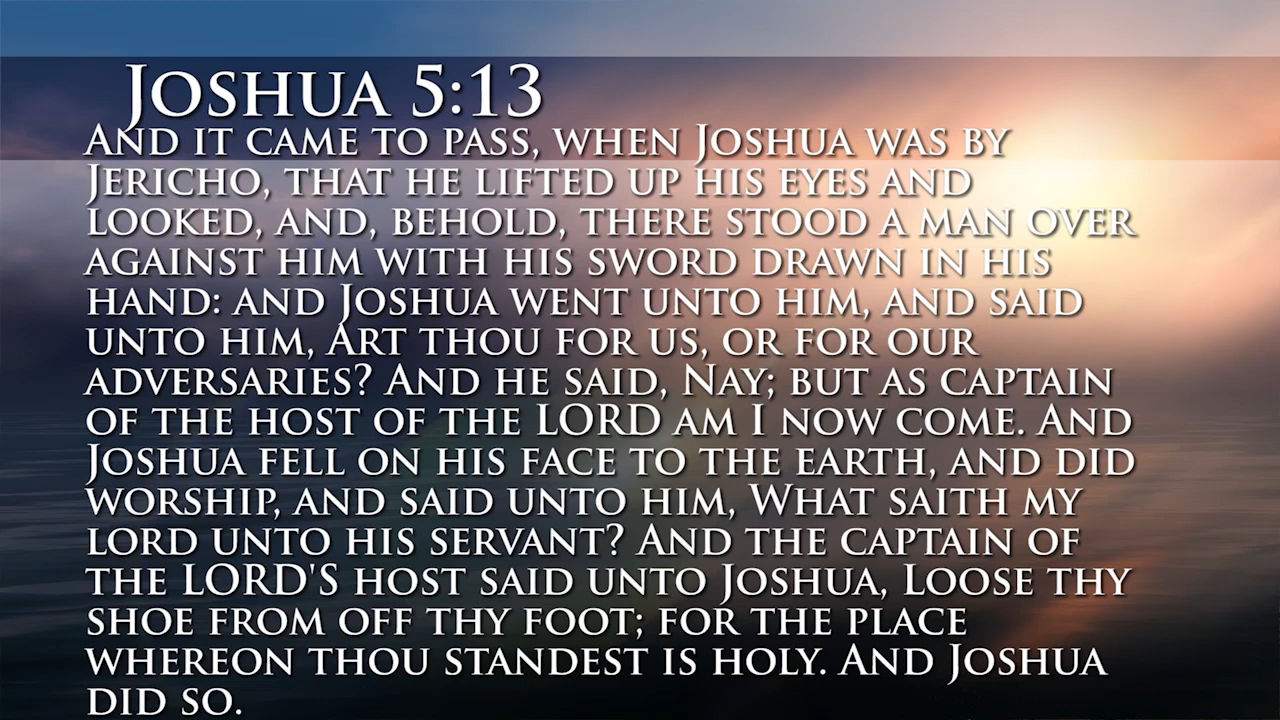 Joshua 5:13
And it came to pass, when Joshua was by
Jericho, that he lifted up his eyes and
looked, and, behold, there stood a man over
against him with his sword drawn in his
hand: and Joshua went unto him, and said
unto him, Art thou for us, or for our
adversaries? And he said, Nay; but as captain
of the host of the LORD am I now come. And
Joshua fell on his face to the earth, and did
worship, and said unto him, What saith my
lord unto his servant? And the captain of
the LORD'S host said unto Joshua, Loose thy
shoe from off thy foot; for the place
whereon thou standest is holy. And Joshua
did so.